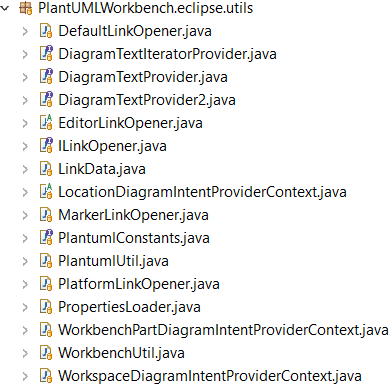 PlantUMLWorkbench.eclipse.utils
DefaultLinkOpener.java
DiagramTextIteratorProvider.java
DiagramTextProvider.java
DiagramTextProvider2.java
EditorLinkOpener.java
ILinkOpener.java
LinkData.java
LocationDiagramIntentProviderContext.java
MarkerLinkOpener.java
PlantumlConstants.java
PlantumlUtil.java
PlatformLinkOpener.java
PropertiesLoader.java
WorkbenchPartDiagramIntentProviderContext.java
WorkbenchUtil.java
WorkspaceDiagramIntentProviderContext.java